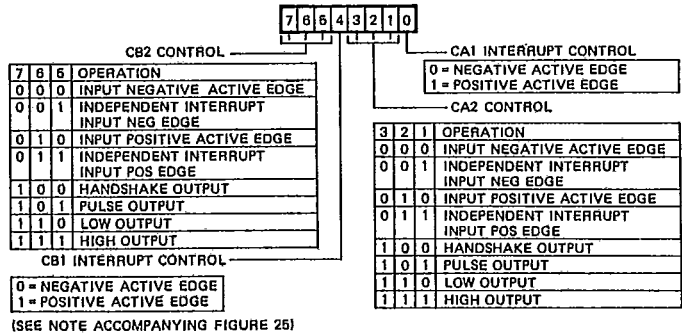 7 6 5 4 3 2 1 0
CB2 CONTROL
7 6 5 OPERATION
0 0 0 INPUT NEGATIVE ACTIVE EDGE
0 0 1 INDEPENDENT INTERRUPT
INPUT NEG EDGE
0 1 0 INPUT POSITIVE ACTIVE EDGE
0 1 1 INDEPENDENT INTERRUPT
INPUT POS EDGE
1 0 0 HANDSHAKE OUTPUT
1 0 1 PULSE OUTPUT
1 1 0 LOW OUTPUT
1 1 1 HIGH OUTPUT
CB1 INTERRUPT CONTROL
0 = NEGATIVE ACTIVE EDGE
1 = POSITIVE ACTIVE EDGE
(SEE NOTE ACCOMPANYING FIGURE 25)
CA1 INTERRUPT CONTROL
0 = NEGATIVE ACTIVE EDGE
1 = POSITIVE ACTIVE EDGE
CA2 CONTROL
3 2 1 OPERATION
0 0 0 INPUT NEGATIVE ACTIVE EDGE
0 0 1 INDEPENDENT INTERRUPT
INPUT NEG EDGE
0 1 0 INPUT POSITIVE ACTIVE EDGE
0 1 1 INDEPENDENT INTERRUPT
INPUT POS EDGE
1 0 0 HANDSHAKE OUTPUT
1 0 1 PULSE OUTPUT
1 1 0 LOW OUTPUT
1 1 1 HIGH OUTPUT